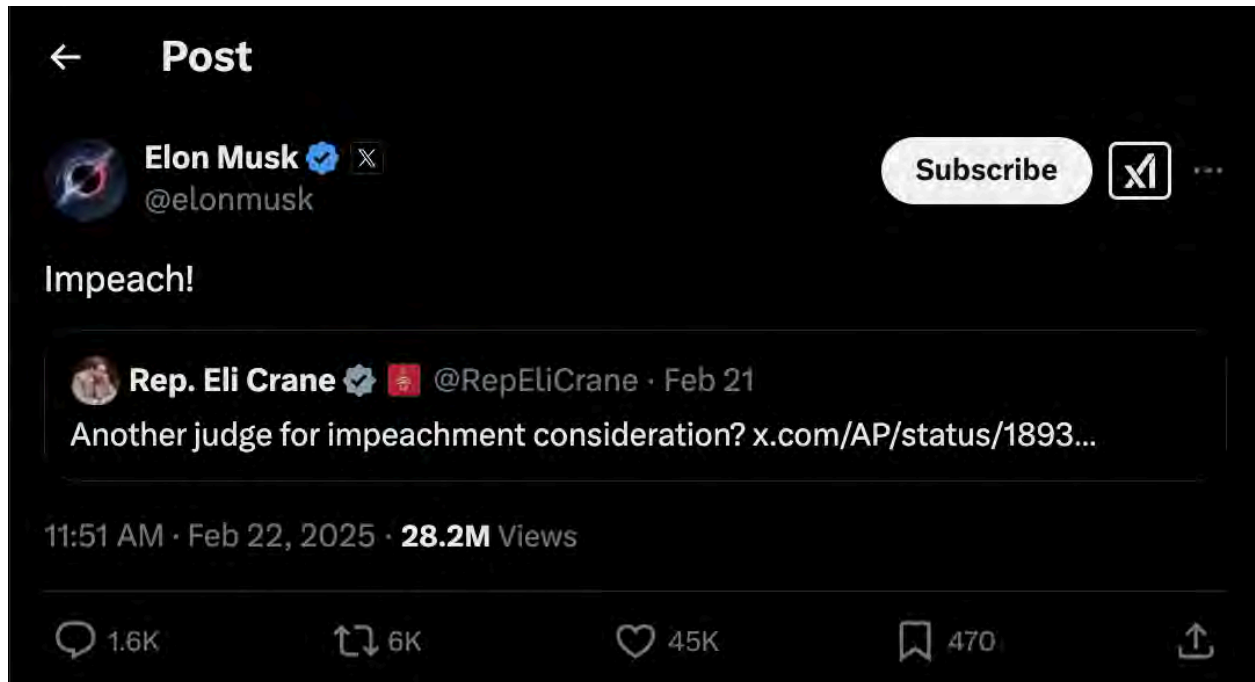 Post
Elon Musk
@elonmusk
Subscribe
Impeach!
Rep. Eli Crane @RepEliCrane · Feb 21
Another judge for impeachment consideration? x.com/AP/status/1893...
11:51 AM · Feb 22, 2025 · 28.2M Views
1.6K 6K 45K 470